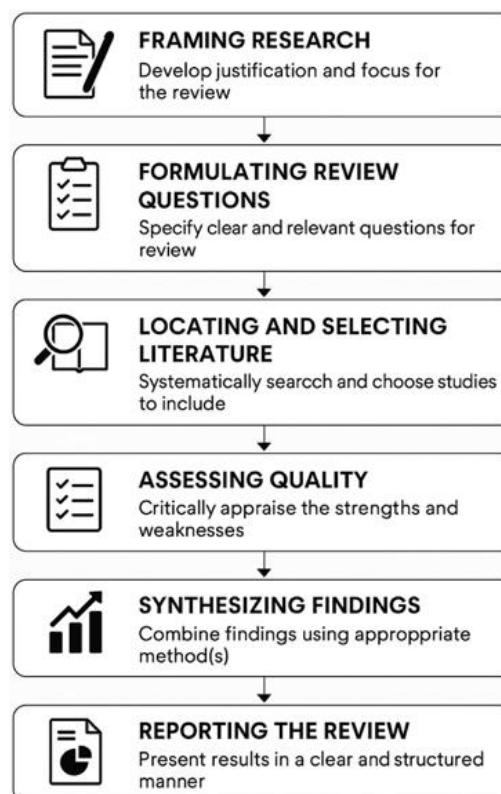 FRAMING RESEARCH
Develop justification and focus for
the review
FORMULATING REVIEW
QUESTIONS
Specify clear and relevant questions for
review
LOCATING AND SELECTING
LITERATURE
Systematically searcch and choose studies
to include
ASSESSING QUALITY
Critically appraise the strengths and
weaknesses
SYNTHESIZING FINDINGS
Combine findings using approppriate
method(s)
REPORTING THE REVIEW
Present results in a clear and structured
manner